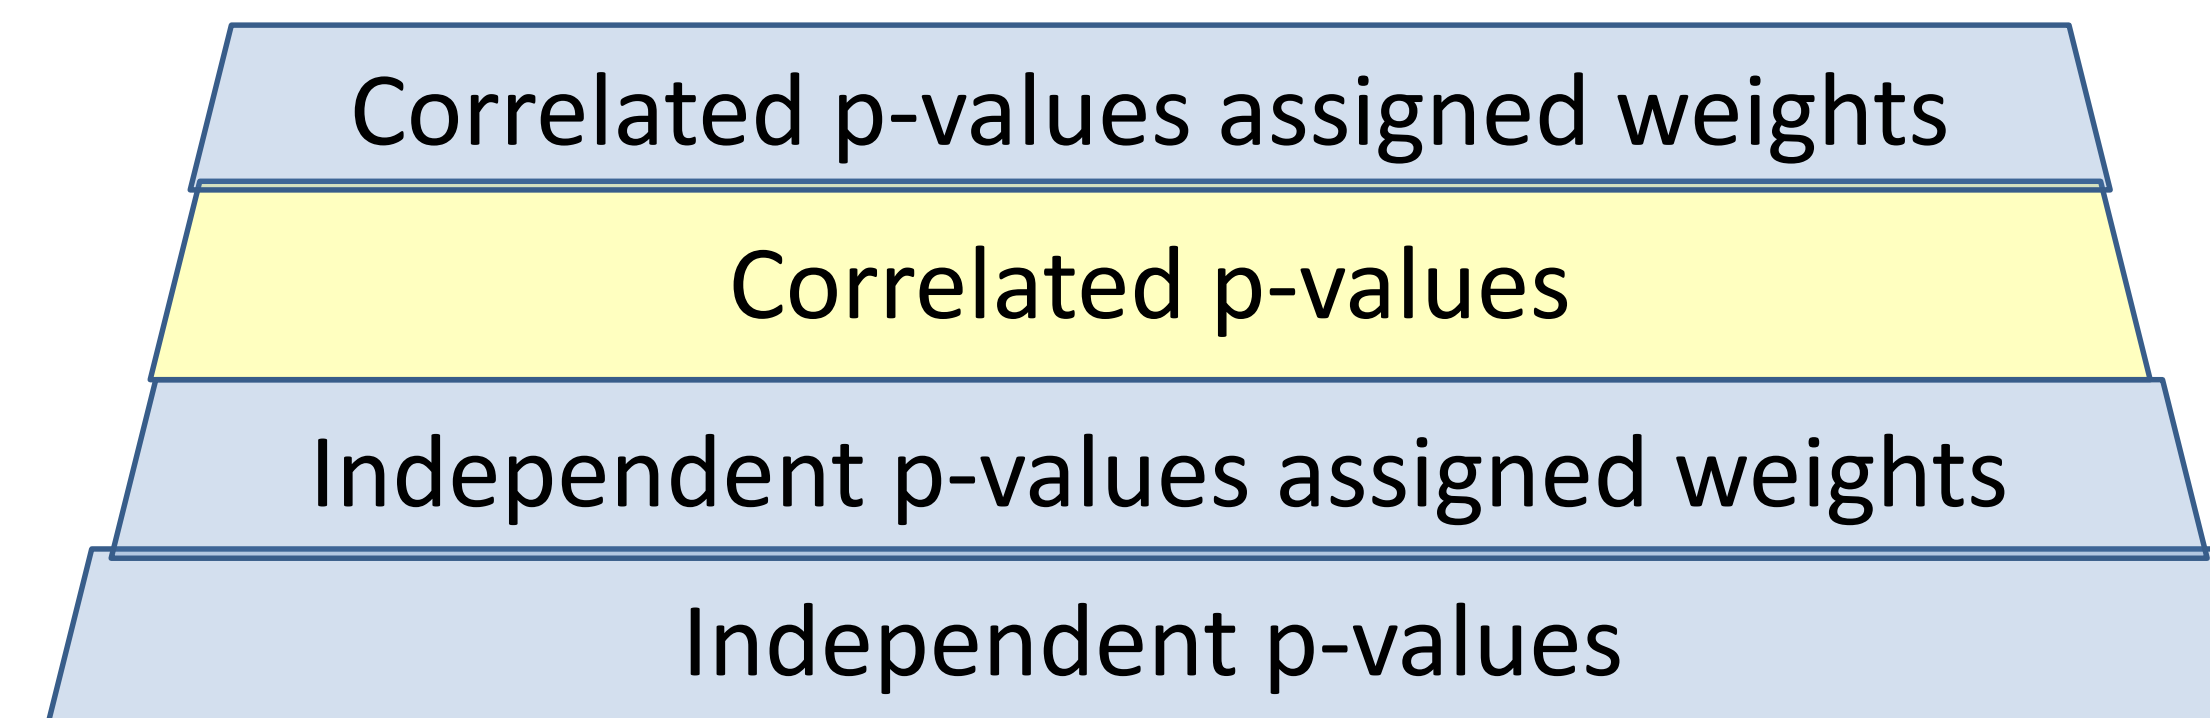 Correlated p-values assigned weights
Correlated p-values
Independent p-values assigned weights
Independent p-values